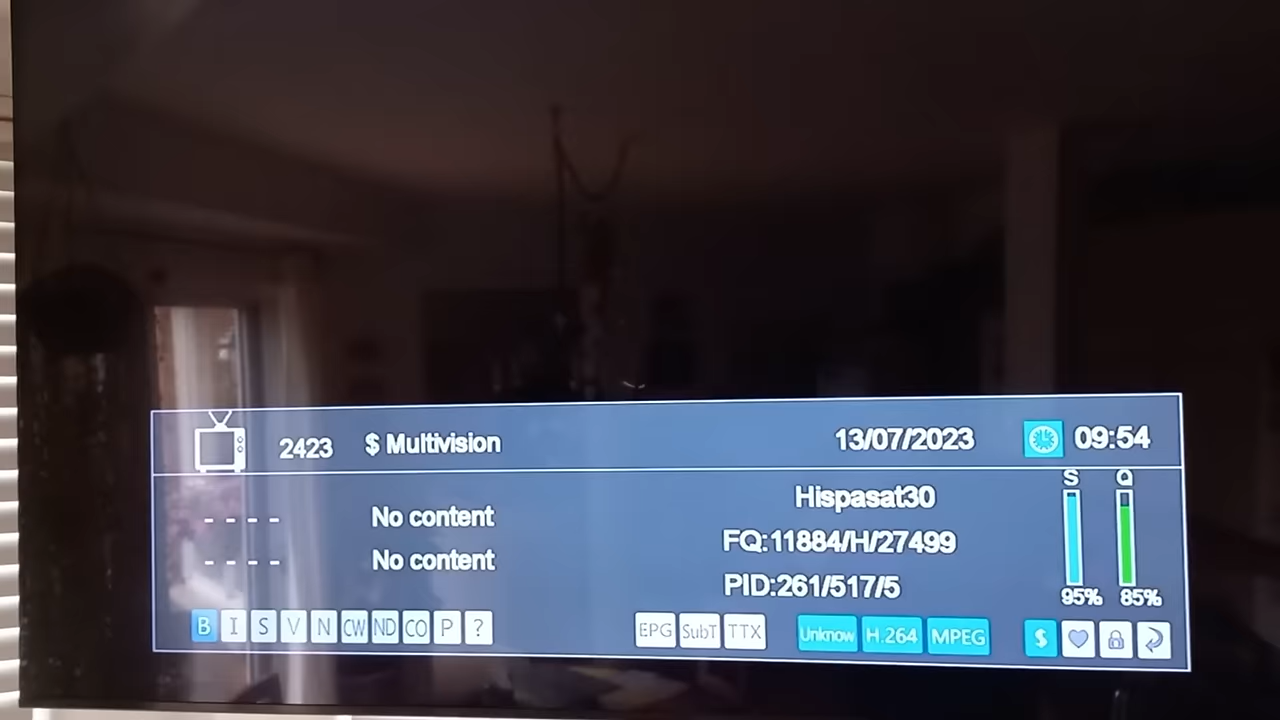 2423 $ Multivision 13/07/2023 09:54
S Q
Hispasat30
- - - - No content
FQ:11884/H/27499
- - - - No content
PID:261/517/5
95% 85%
B I S V N CW ND CO P ? EPG SubT TTX Unknow H.264 MPEG $